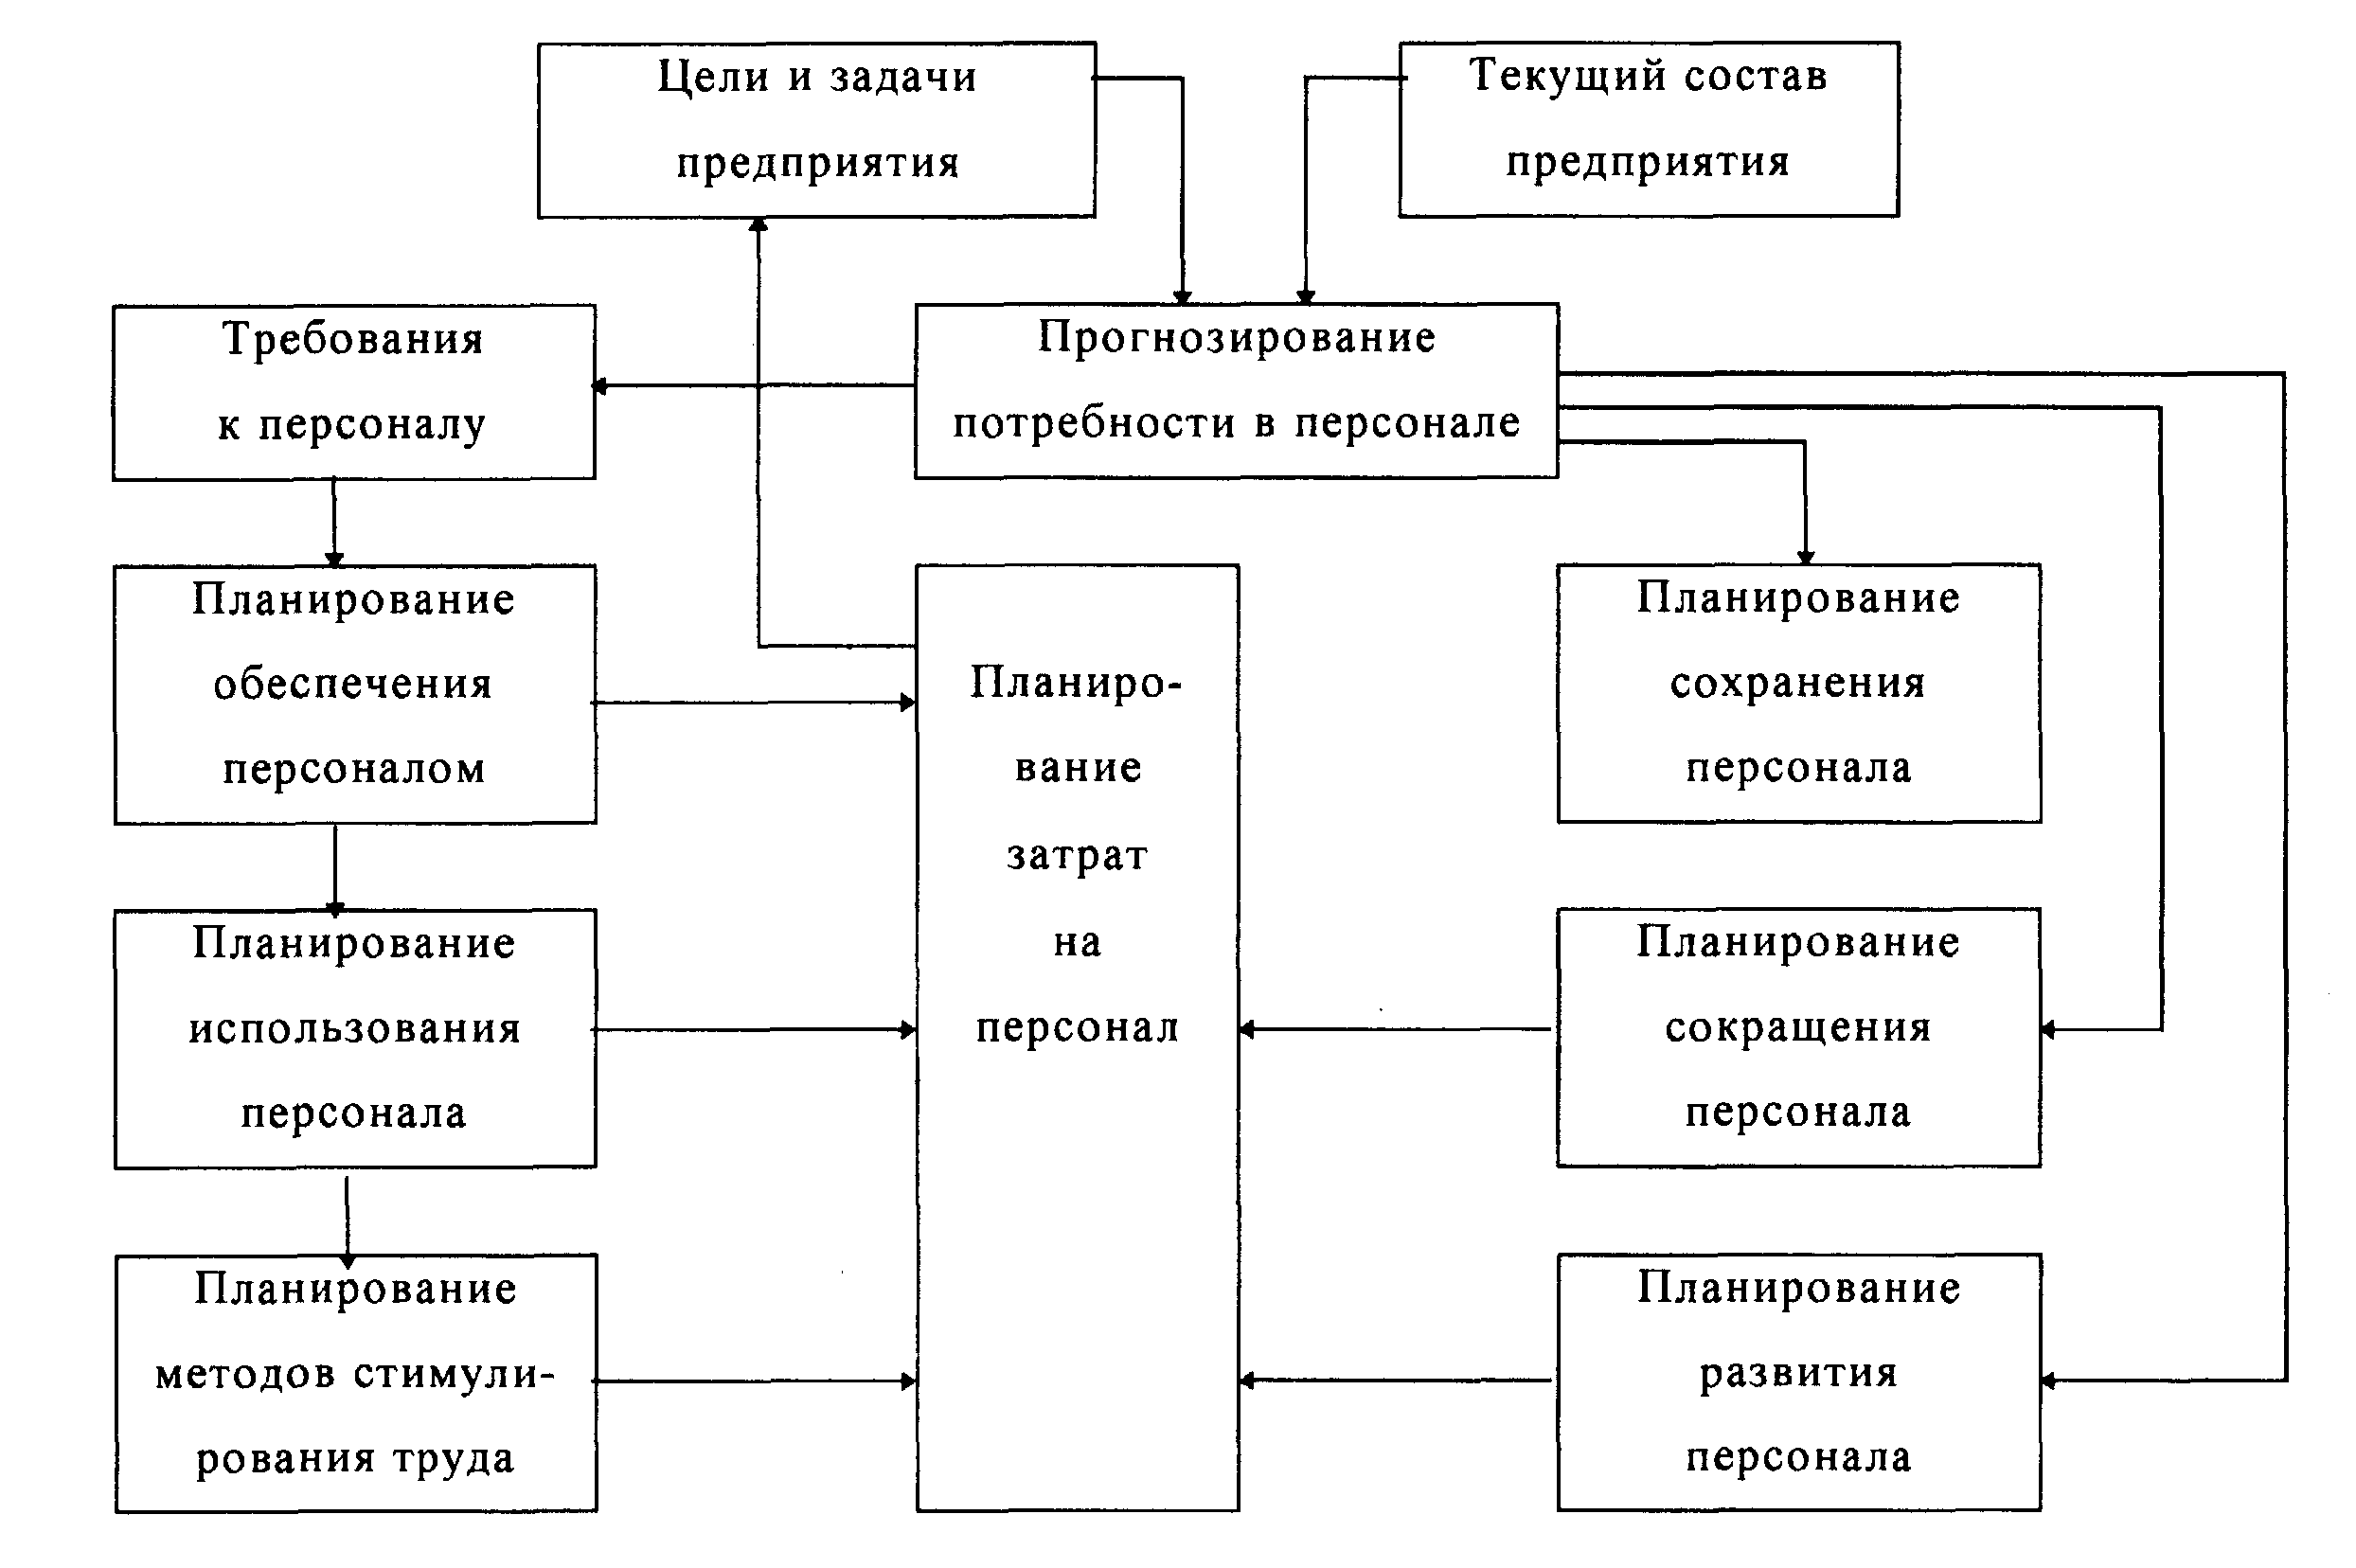 Цели и задачи
предприятия
Текущий состав
предприятия
Требования
к персоналу
Прогнозирование
потребности в персонале
Планирование
обеспечения
персоналом
Планиро-
вание
затрат
на
персонал
Планирование
сохранения
персонала
Планирование
использования
персонала
Планирование
сокращения
персонала
Планирование
методов стимули-
рования труда
Планирование
развития
персонала